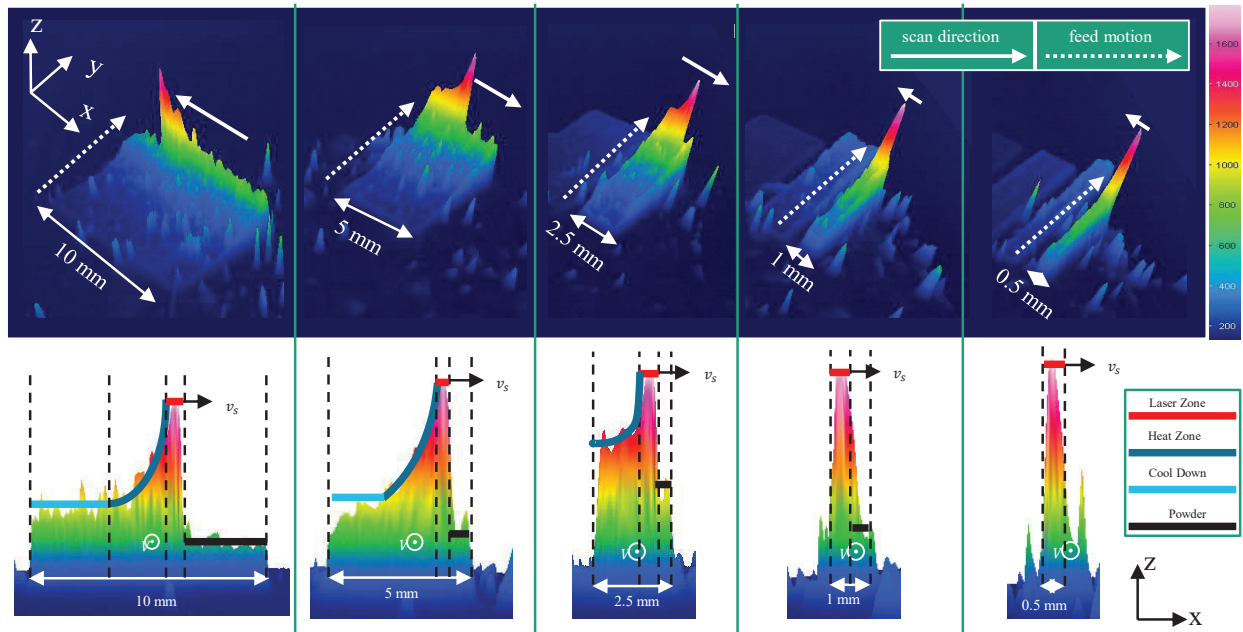 z
y
x
10 mm
5 mm
2.5 mm
1 mm
0.5 mm
scan direction
feed motion
1600
1400
1200
1000
800
600
400
200
v_s
v_s
v_s
v_s
v_s
V
V
V
V
V
10 mm
5 mm
2.5 mm
1 mm
0.5 mm
Laser Zone
Heat Zone
Cool Down
Powder
Z
X